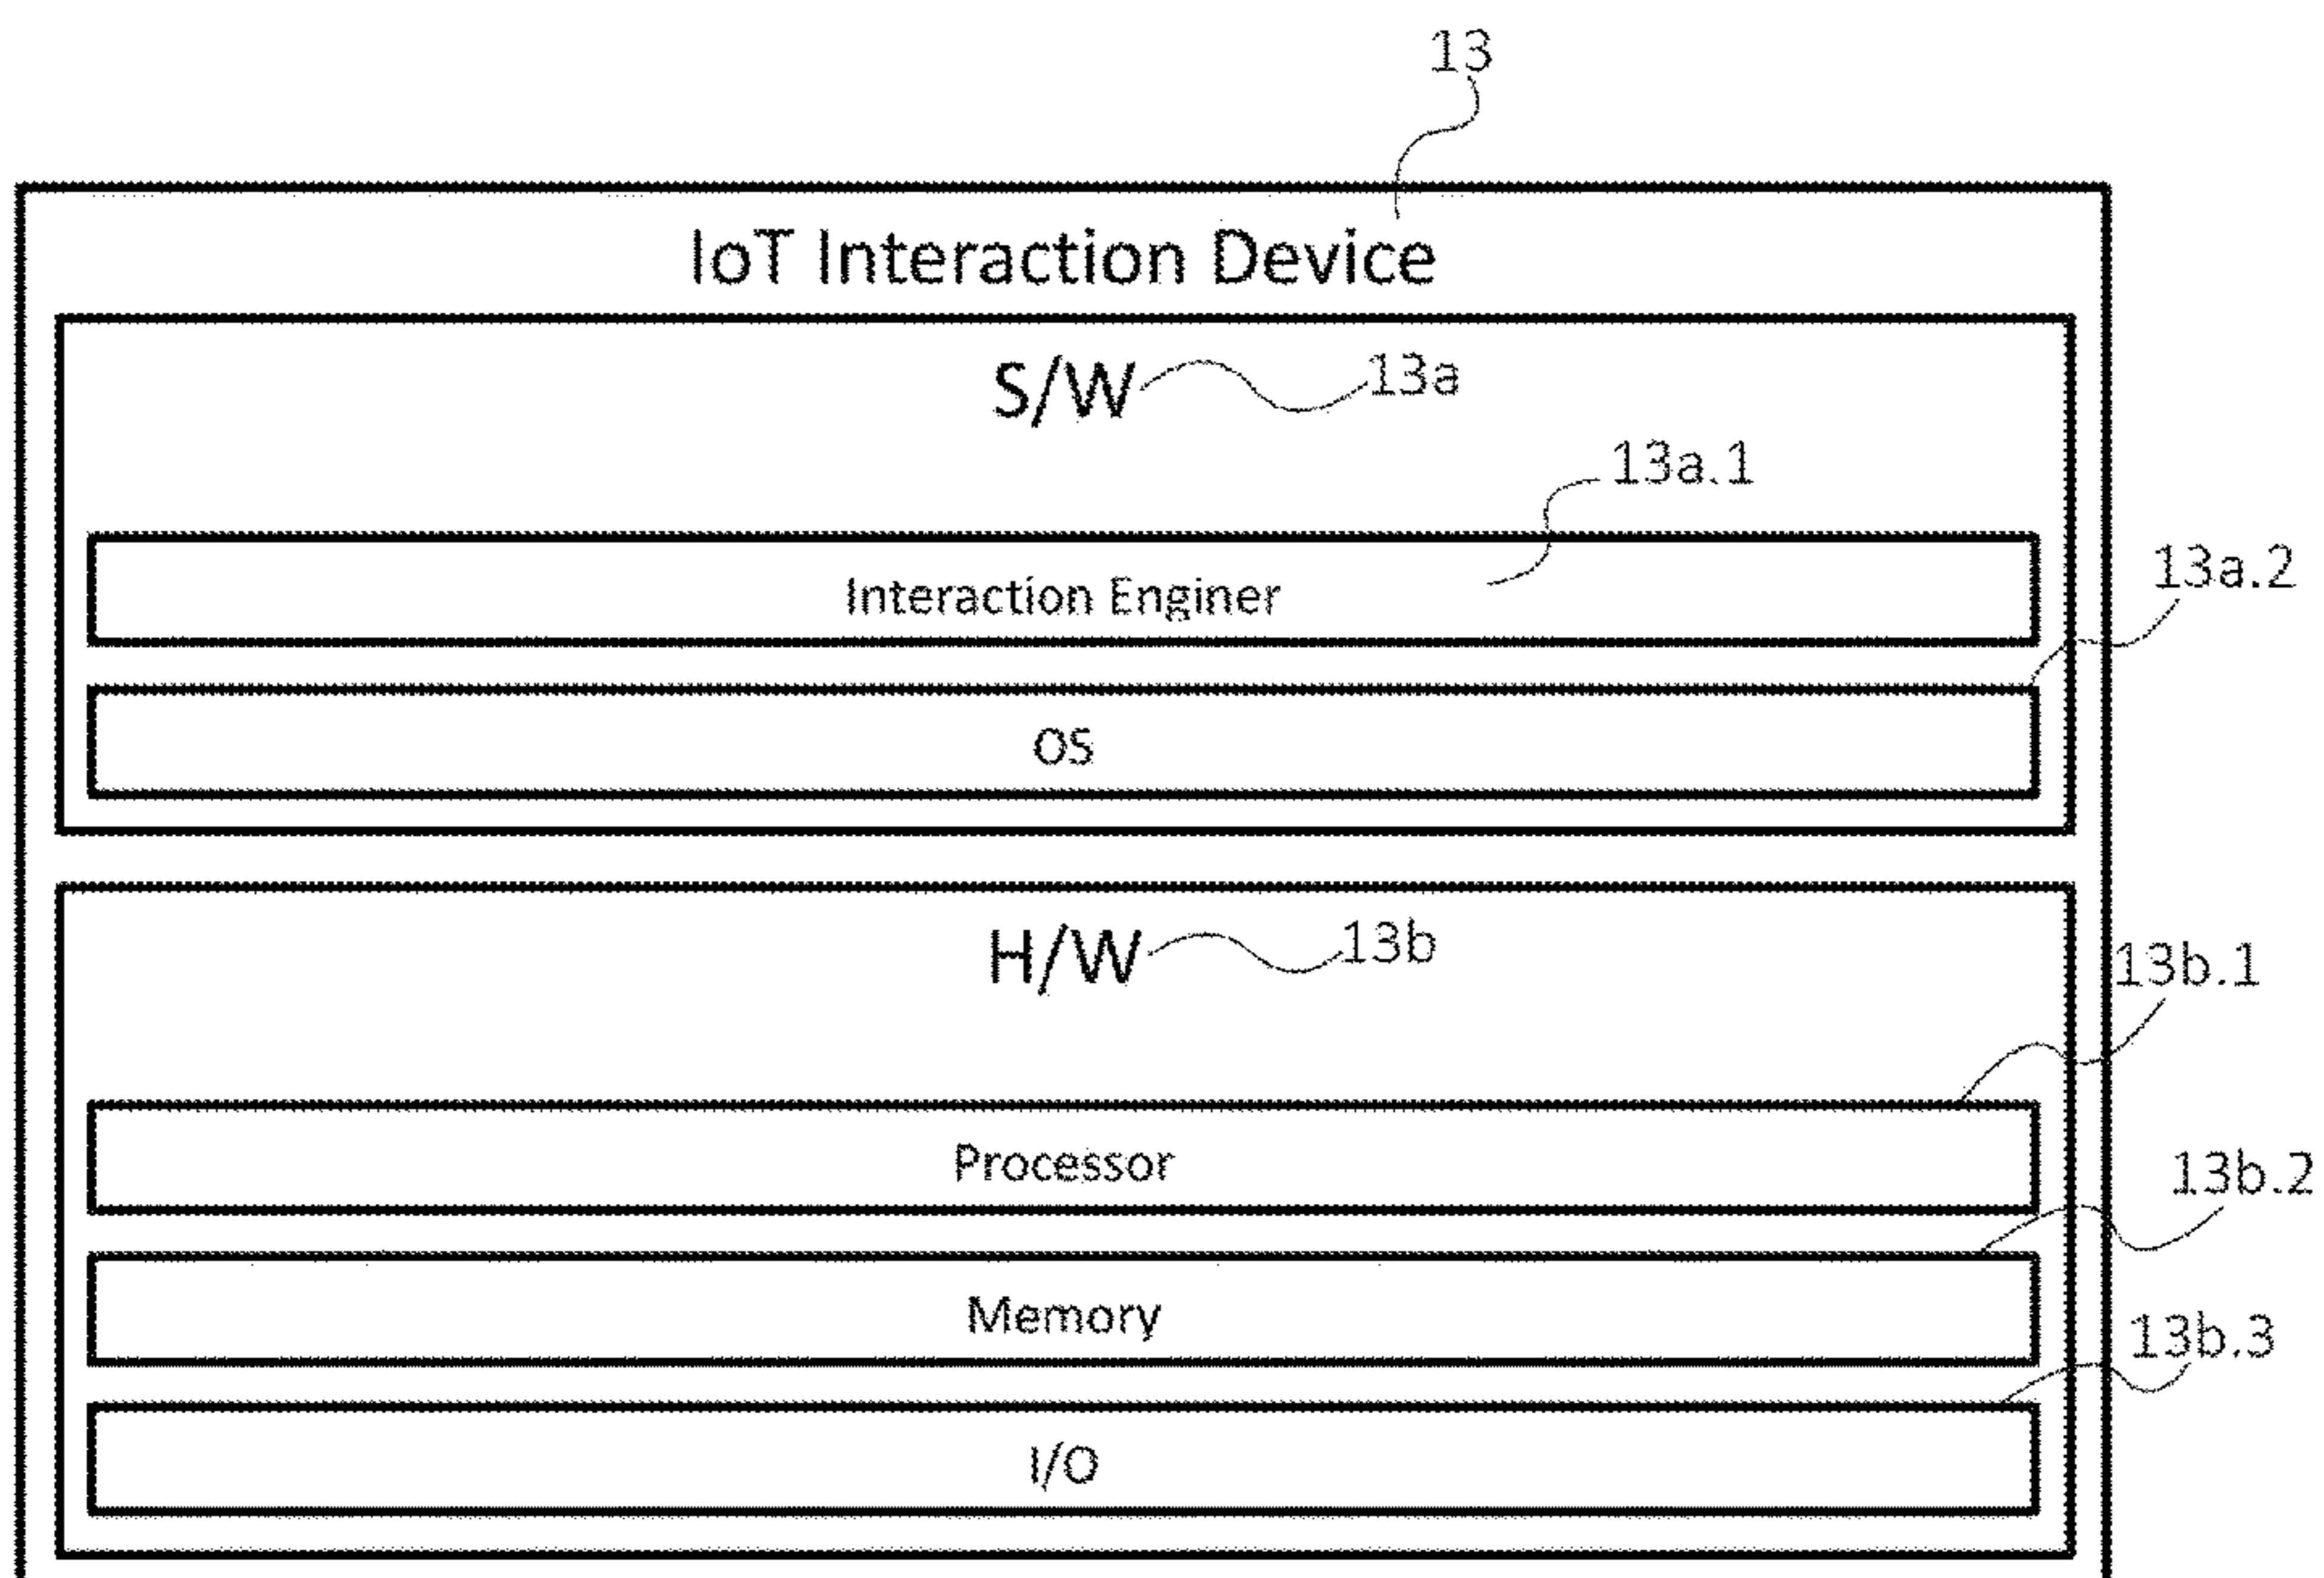 13
IoT Interaction Device
S/W 13a
13a.1
Interaction Enginer
13a.2
OS
H/W 13b
13b.1
Processor
13b.2
Memory
13b.3
I/O